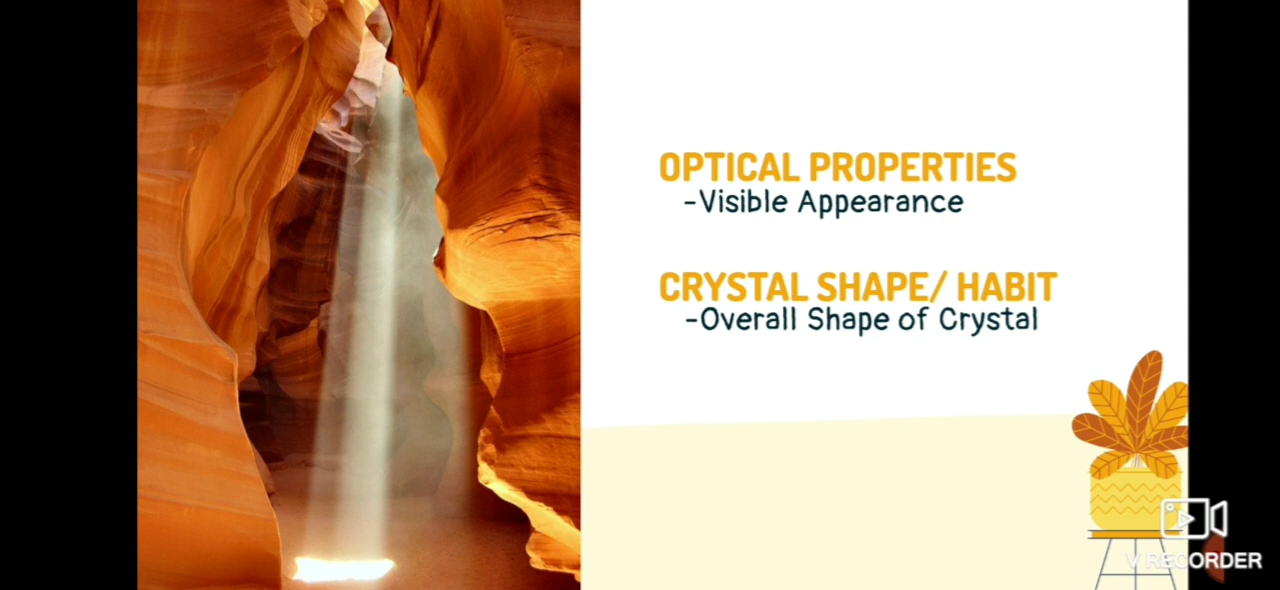 OPTICAL PROPERTIES
-Visible Appearance
CRYSTAL SHAPE/ HABIT
-Overall Shape of Crystal
V RECORDER